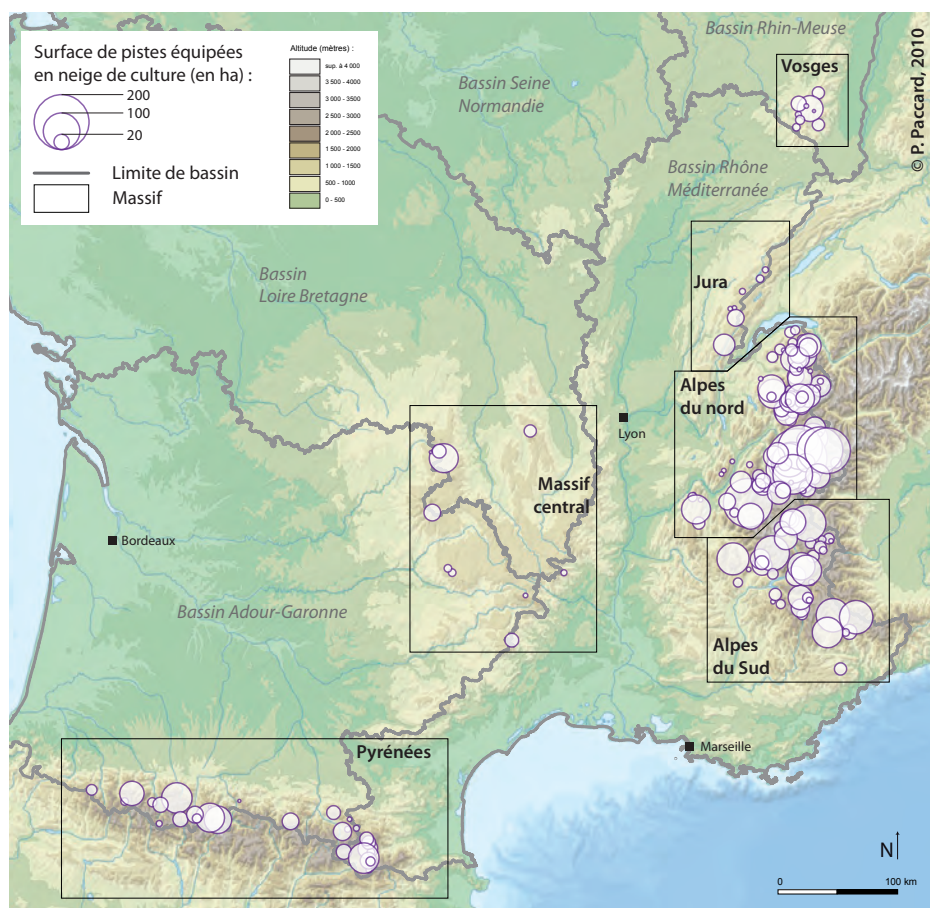 Surface de pistes équipées
en neige de culture (en ha) :
200
100
20
Limite de bassin
Massif
Altitude (mètres) :
sup. à 4 000
3 500 - 4000
3 000 - 3500
2 500 - 3000
2 000 - 2500
1 500 - 2000
1 000 - 1500
500 - 1000
0 - 500
Bassin Rhin-Meuse
© P. Paccard, 2010
Vosges
Bassin Seine
Normandie
Bassin Rhône
Méditerranée
Bassin
Loire Bretagne
Jura
Alpes
du nord
Lyon
Massif
central
Bordeaux
Bassin Adour-Garonne
Alpes
du Sud
Pyrénées
Marseille
N
0
100 km